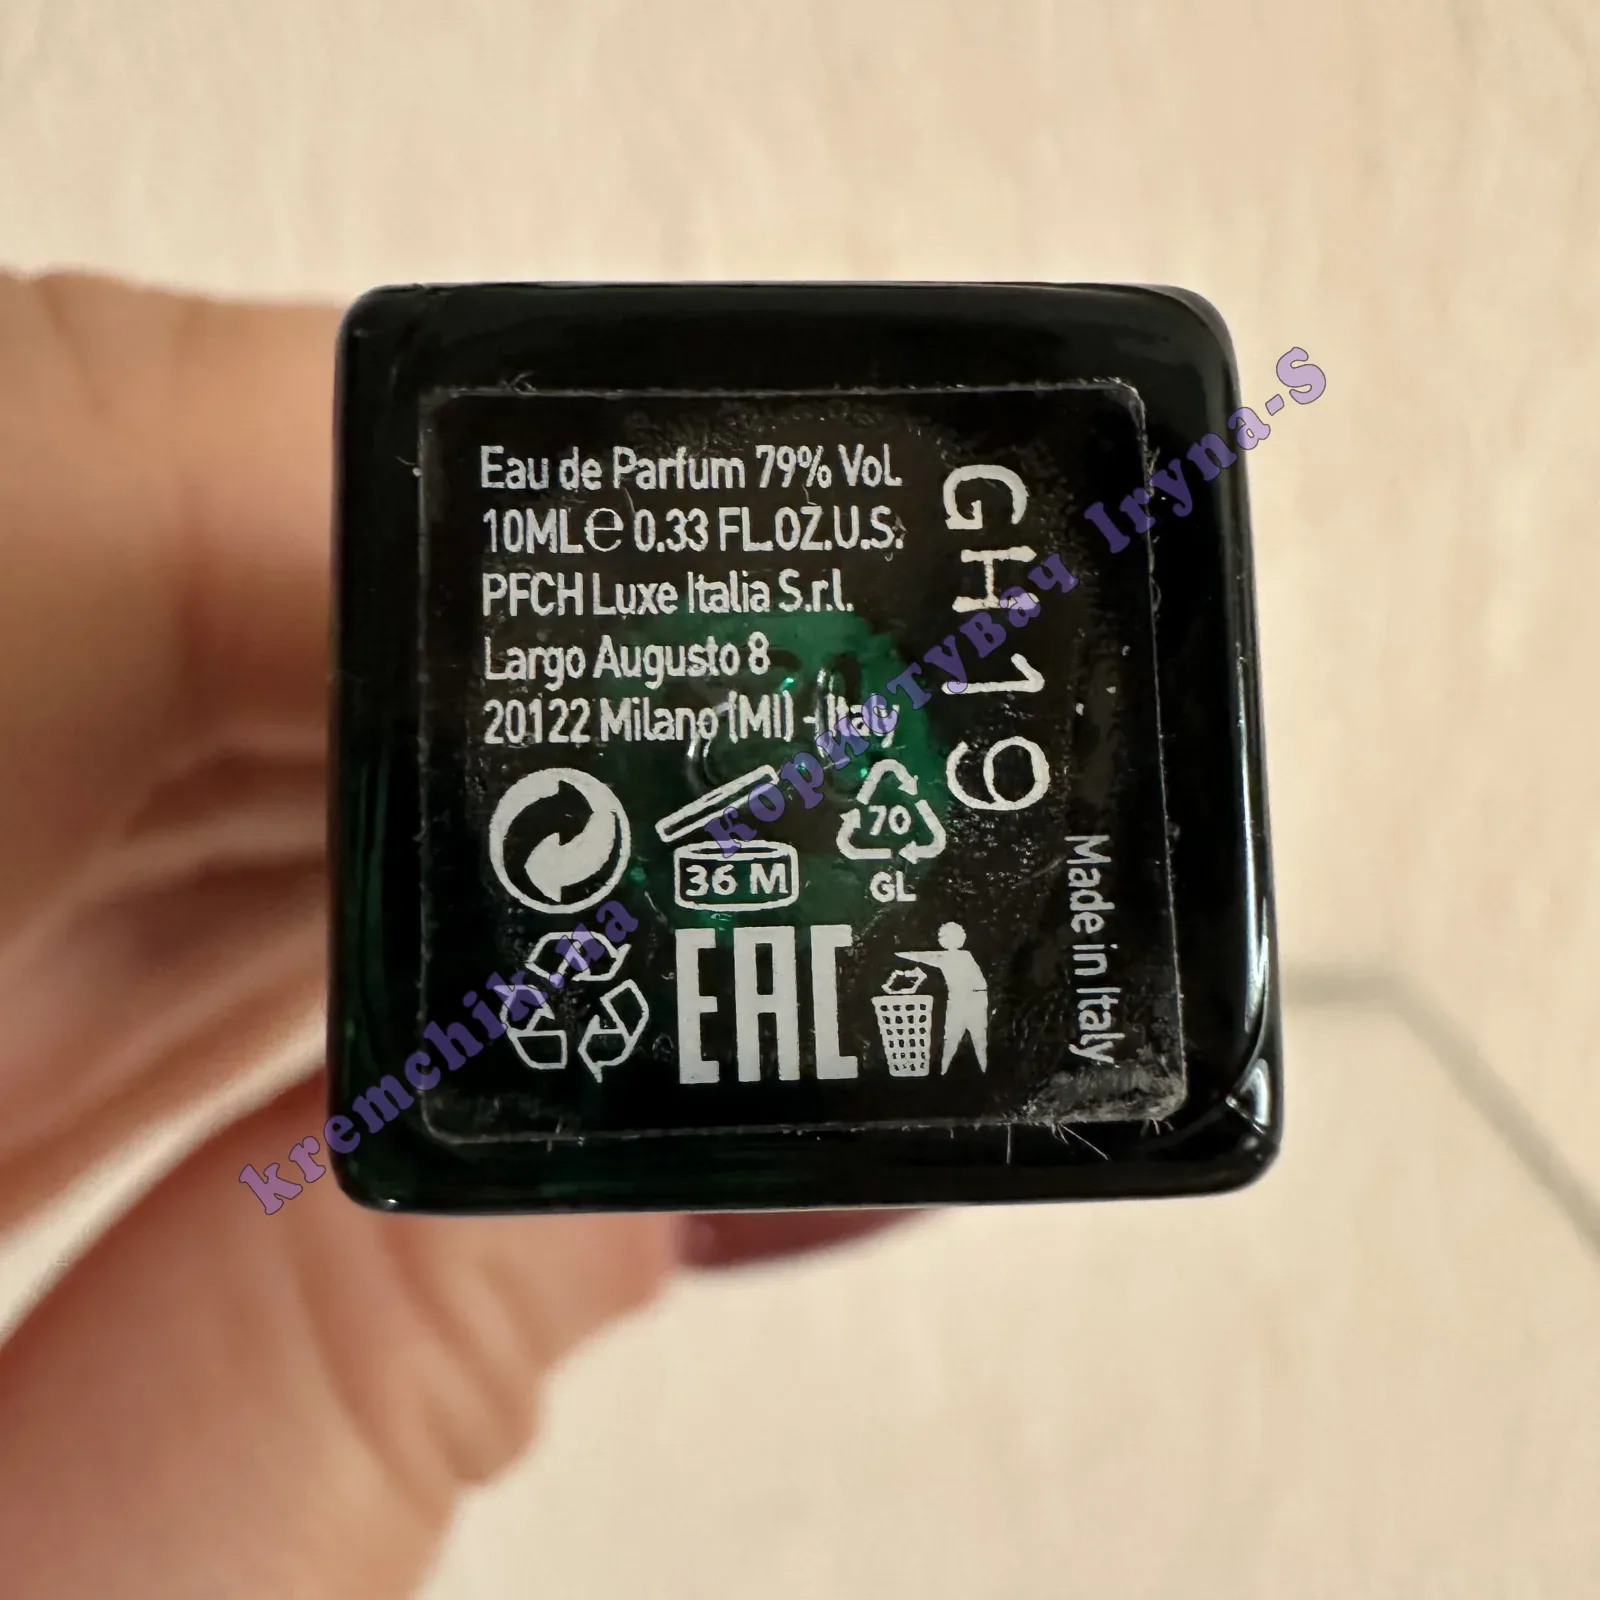 Eau de Parfum 79% Vol.
10ML e 0.33 FL.OZ.U.S.
PFCH Luxe Italia S.r.l.
Largo Augusto 8
20122 Milano (MI) - Italy
36 M
70
GL
EAC
GH19
Made in Italy
kremchik.ua користувач Iryna-S